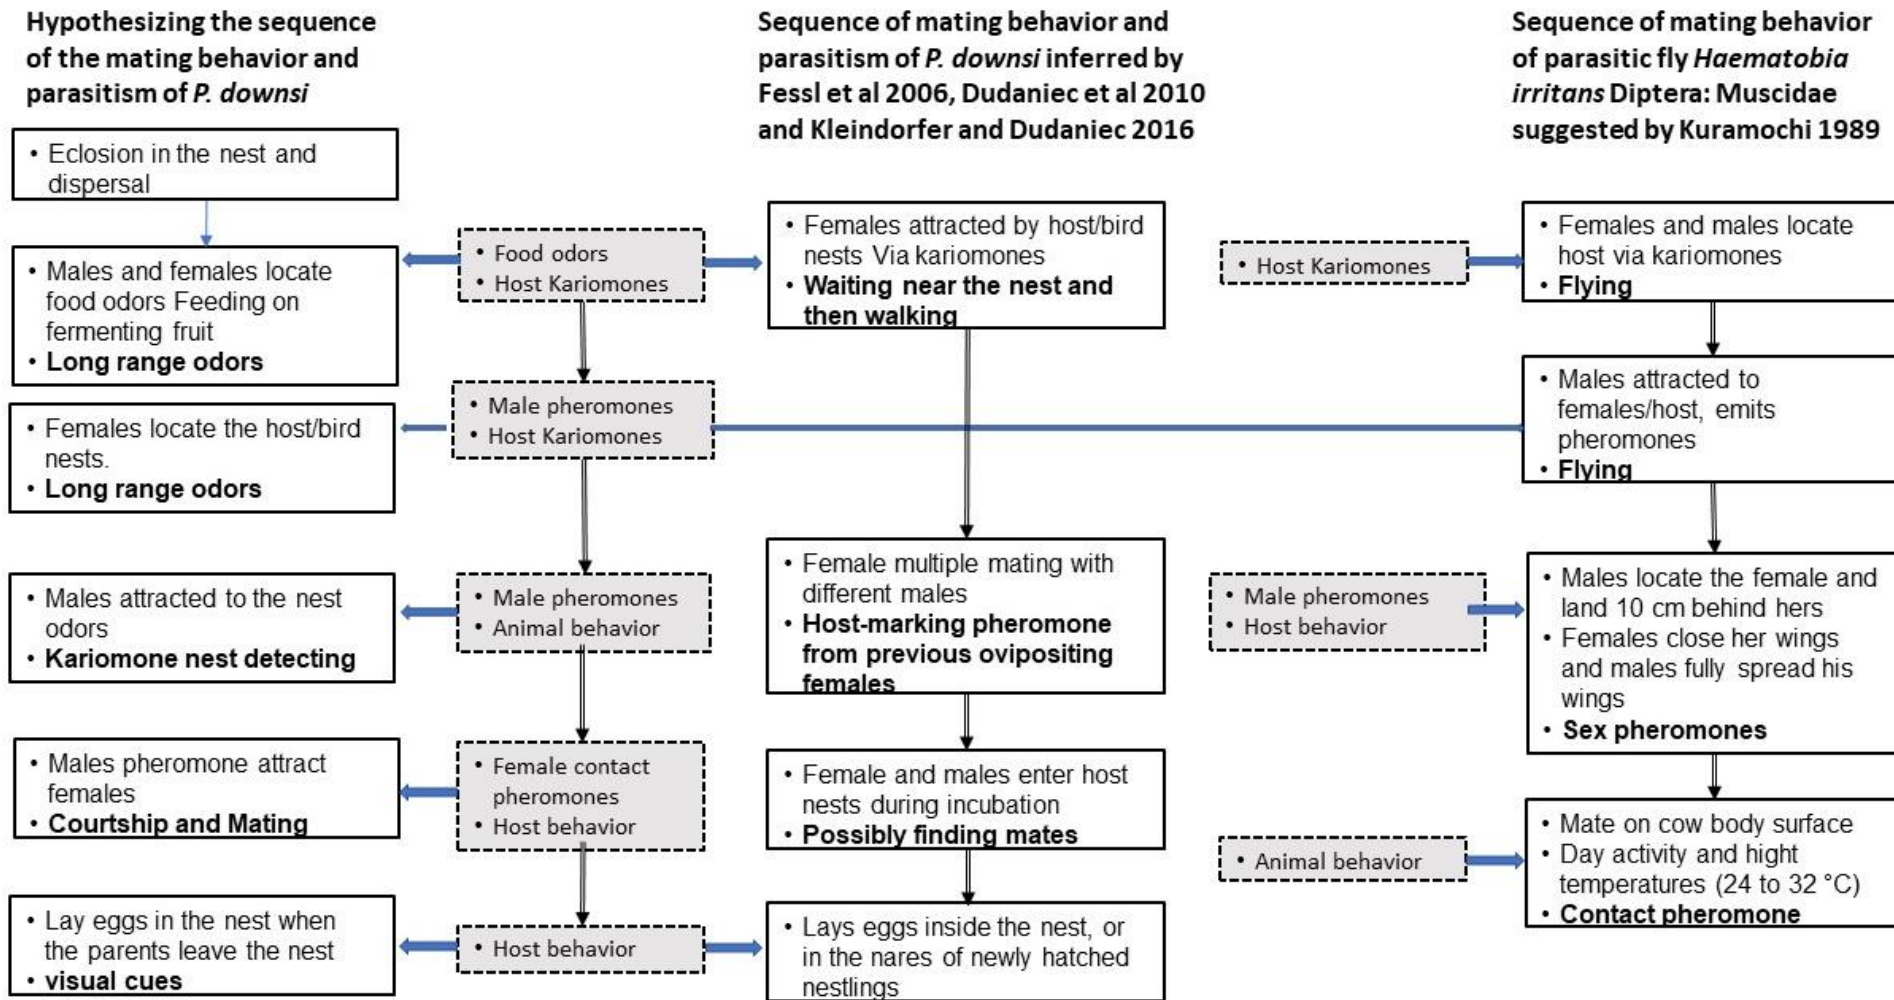 Hypothesizing the sequence
of the mating behavior and
parasitism of P. downsi
• Eclosion in the nest and
dispersal
• Males and females locate
food odors Feeding on
fermenting fruit
• Long range odors
• Females locate the host/bird
nests.
• Long range odors
• Males attracted to the nest
odors
• Kariomone nest detecting
• Males pheromone attract
females
• Courtship and Mating
• Lay eggs in the nest when
the parents leave the nest
• visual cues
• Food odors
• Host Kariomones
• Male pheromones
• Host Kariomones
• Male pheromones
• Animal behavior
• Female contact
pheromones
• Host behavior
• Host behavior
Sequence of mating behavior and
parasitism of P. downsi inferred by
Fessl et al 2006, Dudaniec et al 2010
and Kleindorfer and Dudaniec 2016
• Females attracted by host/bird
nests Via kariomones
• Waiting near the nest and
then walking
• Female multiple mating with
different males
• Host-marking pheromone
from previous ovipositing
females
• Female and males enter host
nests during incubation
• Possibly finding mates
• Lays eggs inside the nest, or
in the nares of newly hatched
nestlings
Sequence of mating behavior
of parasitic fly Haematobia
irritans Diptera: Muscidae
suggested by Kuramochi 1989
• Host Kariomones
• Females and males locate
host via kariomones
• Flying
• Males attracted to
females/host, emits
pheromones
• Flying
• Male pheromones
• Host behavior
• Males locate the female and
land 10 cm behind hers
• Females close her wings
and males fully spread his
wings
• Sex pheromones
• Animal behavior
• Mate on cow body surface
• Day activity and hight
temperatures (24 to 32 °C)
• Contact pheromone